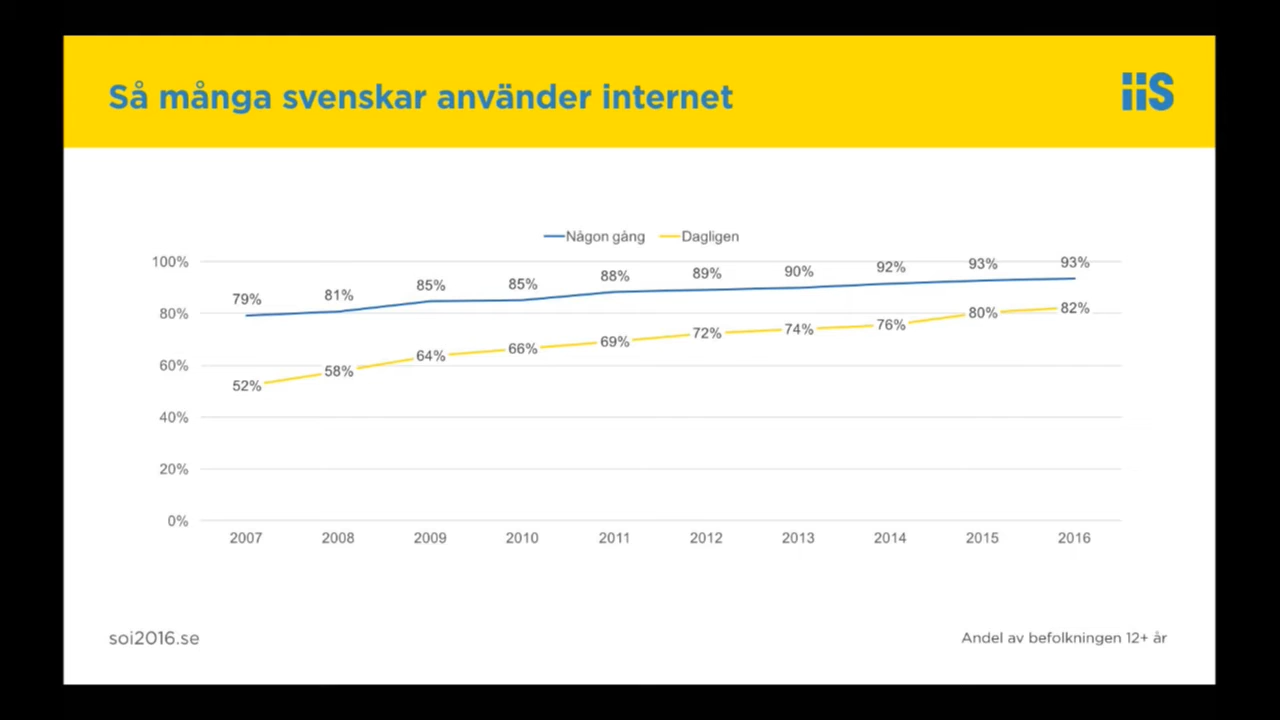 Så många svenskar använder internet
iis
Någon gång Dagligen
100%
80%
60%
40%
20%
0%
79% 81% 85% 85% 88% 89% 90% 92% 93% 93%
52% 58% 64% 66% 69% 72% 74% 76% 80% 82%
2007 2008 2009 2010 2011 2012 2013 2014 2015 2016
soi2016.se
Andel av befolkningen 12+ år